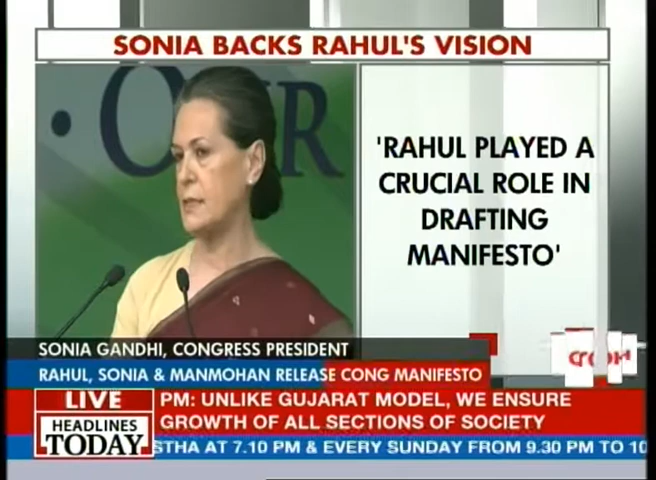 SONIA BACKS RAHUL'S VISION
'RAHUL PLAYED A
CRUCIAL ROLE IN
DRAFTING
MANIFESTO'
SONIA GANDHI, CONGRESS PRESIDENT
RAHUL, SONIA & MANMOHAN RELEASE CONG MANIFESTO
LIVE
PM: UNLIKE GUJARAT MODEL, WE ENSURE
GROWTH OF ALL SECTIONS OF SOCIETY
HEADLINES
TODAY
STHA AT 7.10 PM & EVERY SUNDAY FROM 9.30 PM TO 10